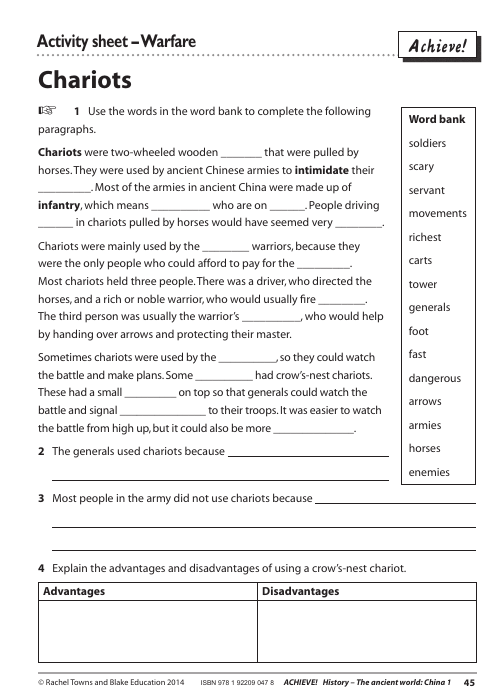 Activity sheet – Warfare
Achieve!
Chariots
☞ 1 Use the words in the word bank to complete the following
paragraphs.
Chariots were two-wheeled wooden _______ that were pulled by
horses. They were used by ancient Chinese armies to intimidate their
_________. Most of the armies in ancient China were made up of
infantry, which means __________ who are on ______. People driving
______ in chariots pulled by horses would have seemed very ________.
Chariots were mainly used by the ________ warriors, because they
were the only people who could afford to pay for the _________.
Most chariots held three people. There was a driver, who directed the
horses, and a rich or noble warrior, who would usually fire ________.
The third person was usually the warrior's __________, who would help
by handing over arrows and protecting their master.
Sometimes chariots were used by the __________, so they could watch
the battle and make plans. Some __________ had crow's-nest chariots.
These had a small _________ on top so that generals could watch the
battle and signal _______________ to their troops. It was easier to watch
the battle from high up, but it could also be more ______________.
2 The generals used chariots because
3 Most people in the army did not use chariots because
4 Explain the advantages and disadvantages of using a crow's-nest chariot.
Advantages Disadvantages
Word bank
soldiers
scary
servant
movements
richest
carts
tower
generals
foot
fast
dangerous
arrows
armies
horses
enemies
© Rachel Towns and Blake Education 2014 ISBN 978 1 92209 047 8 ACHIEVE! History – The ancient world: China 1 45